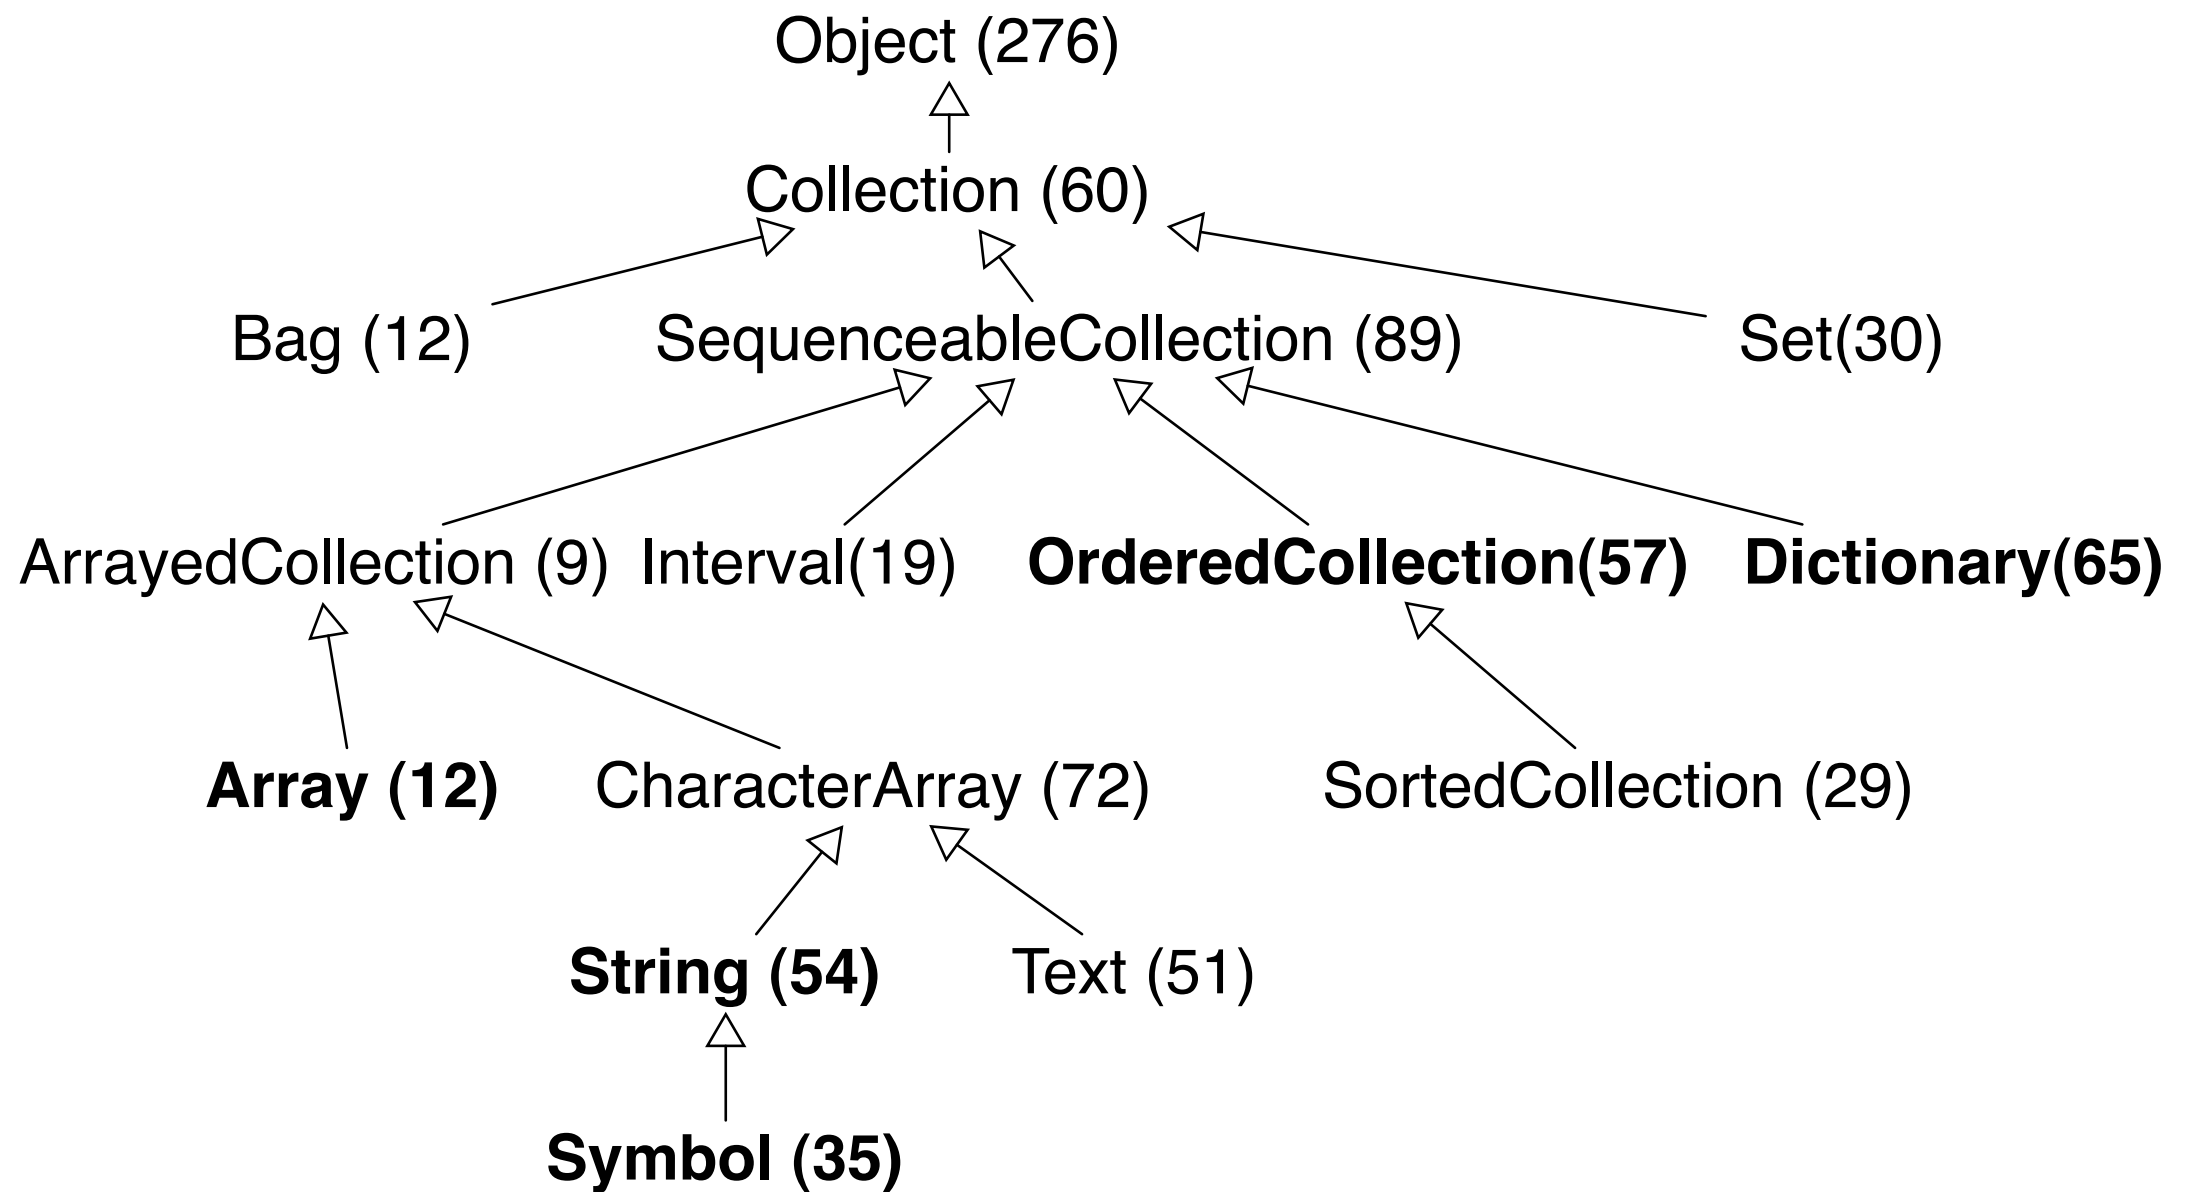 Object (276)
Collection (60)
Bag (12) SequenceableCollection (89) Set(30)
ArrayedCollection (9) Interval(19) OrderedCollection(57) Dictionary(65)
Array (12) CharacterArray (72) SortedCollection (29)
String (54) Text (51)
Symbol (35)